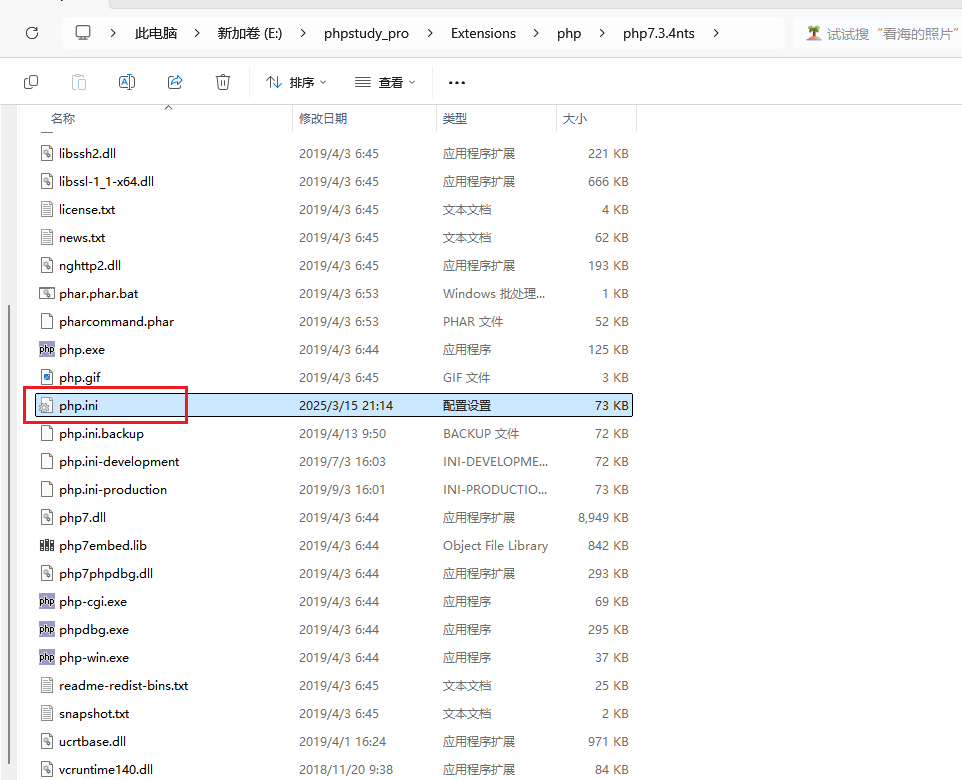 此电脑 > 新加卷 (E:) > phpstudy_pro > Extensions > php > php7.3.4nts >
试试搜 “看海的照片”
排序 查看 ...
名称 修改日期 类型 大小
libssh2.dll 2019/4/3 6:45 应用程序扩展 221 KB
libssl-1_1-x64.dll 2019/4/3 6:45 应用程序扩展 666 KB
license.txt 2019/4/3 6:45 文本文档 4 KB
news.txt 2019/4/3 6:45 文本文档 62 KB
nghttp2.dll 2019/4/3 6:45 应用程序扩展 193 KB
phar.phar.bat 2019/4/3 6:53 Windows 批处理... 1 KB
pharcommand.phar 2019/4/3 6:53 PHAR 文件 52 KB
php php.exe 2019/4/3 6:44 应用程序 125 KB
php.gif 2019/4/3 6:45 GIF 文件 3 KB
php.ini 2025/3/15 21:14 配置设置 73 KB
php.ini.backup 2019/4/13 9:50 BACKUP 文件 72 KB
php.ini-development 2019/7/3 16:03 INI-DEVELOPME... 72 KB
php.ini-production 2019/9/3 16:01 INI-PRODUCTIO... 73 KB
php7.dll 2019/4/3 6:44 应用程序扩展 8,949 KB
php7embed.lib 2019/4/3 6:44 Object File Library 842 KB
php7phpdbg.dll 2019/4/3 6:44 应用程序扩展 293 KB
php php-cgi.exe 2019/4/3 6:44 应用程序 69 KB
php phpdbg.exe 2019/4/3 6:44 应用程序 295 KB
php php-win.exe 2019/4/3 6:44 应用程序 37 KB
readme-redist-bins.txt 2019/4/3 6:45 文本文档 25 KB
snapshot.txt 2019/4/3 6:45 文本文档 2 KB
ucrtbase.dll 2019/4/1 16:24 应用程序扩展 971 KB
vcruntime140.dll 2018/11/20 9:38 应用程序扩展 84 KB